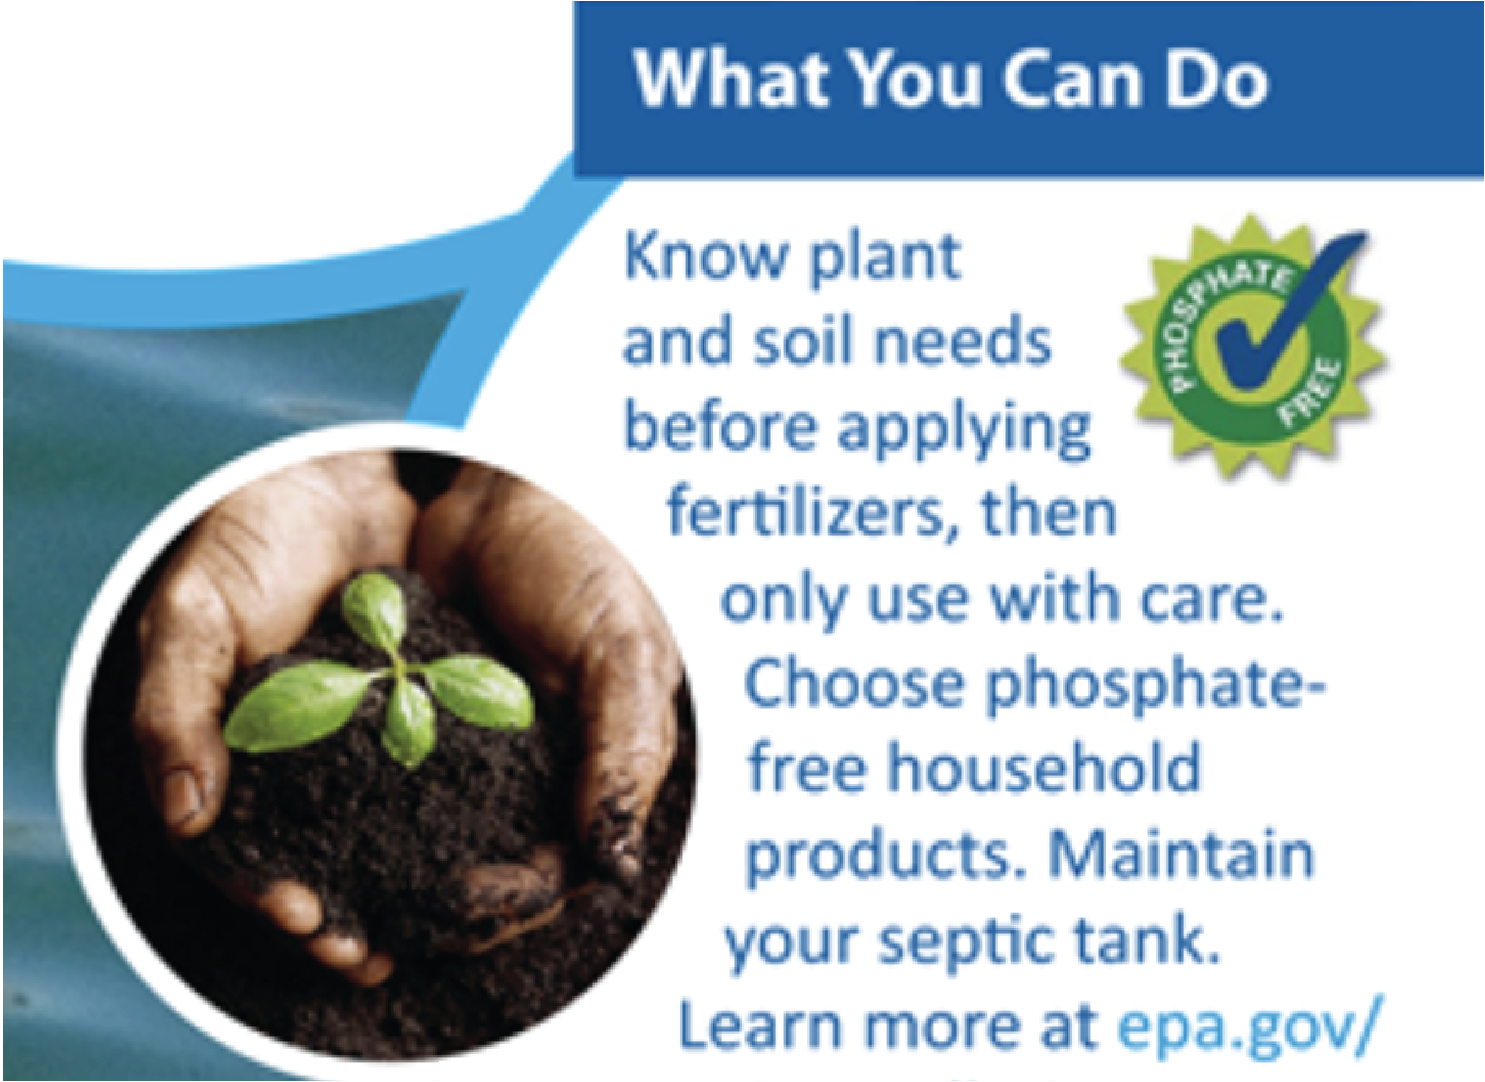 What You Can Do
Know plant
and soil needs
before applying
fertilizers, then
only use with care.
Choose phosphate-
free household
products. Maintain
your septic tank.
Learn more at epa.gov/
PHOSPHATE
FREE